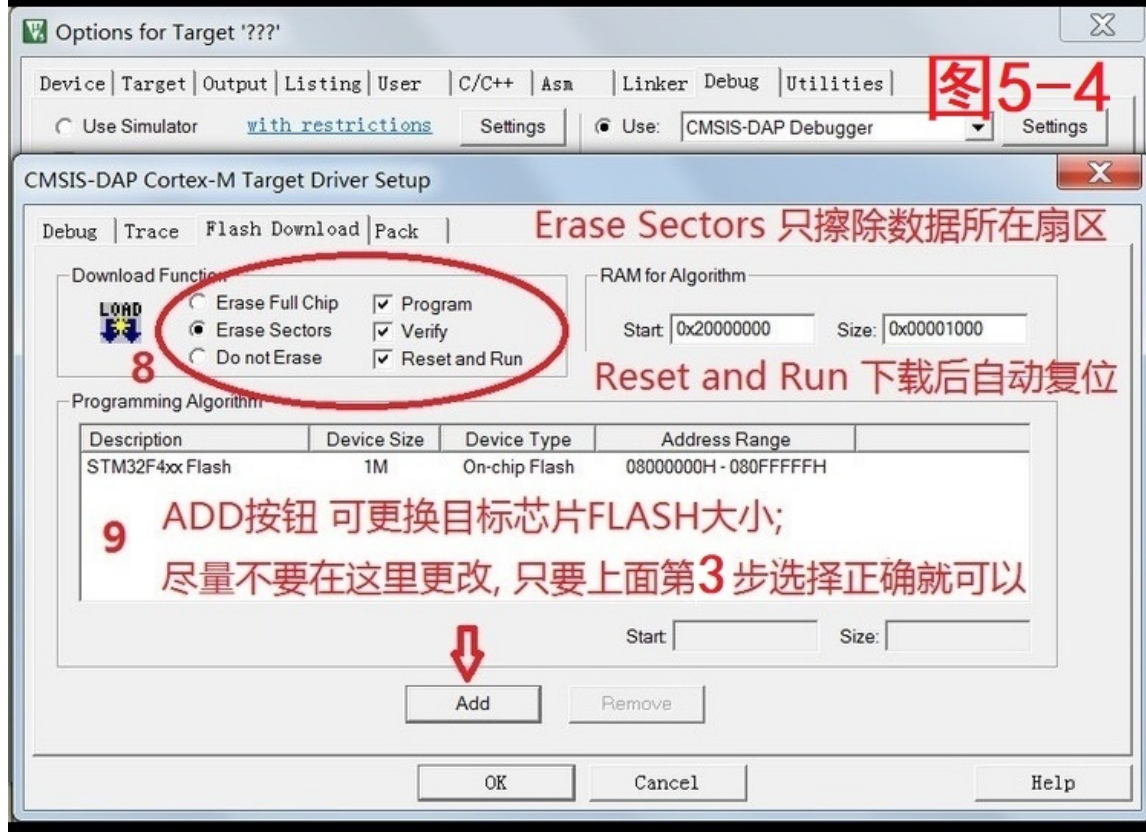 Options for Target '???'
Device Target Output Listing User C/C++ Asm Linker Debug Utilities
图5-4
Use Simulator with restrictions Settings Use: CMSIS-DAP Debugger Settings
CMSIS-DAP Cortex-M Target Driver Setup
Debug Trace Flash Download Pack
Erase Sectors 只擦除数据所在扇区
Download Function
LOAD
Erase Full Chip Program
Erase Sectors Verify
Do not Erase Reset and Run
8
RAM for Algorithm
Start: 0x20000000 Size: 0x00001000
Reset and Run 下载后自动复位
Programming Algorithm
Description Device Size Device Type Address Range
STM32F4xx Flash 1M On-chip Flash 08000000H - 080FFFFFH
9 ADD按钮 可更换目标芯片FLASH大小;
尽量不要在这里更改, 只要上面第3步选择正确就可以
Start: Size:
Add Remove
OK Cancel Help